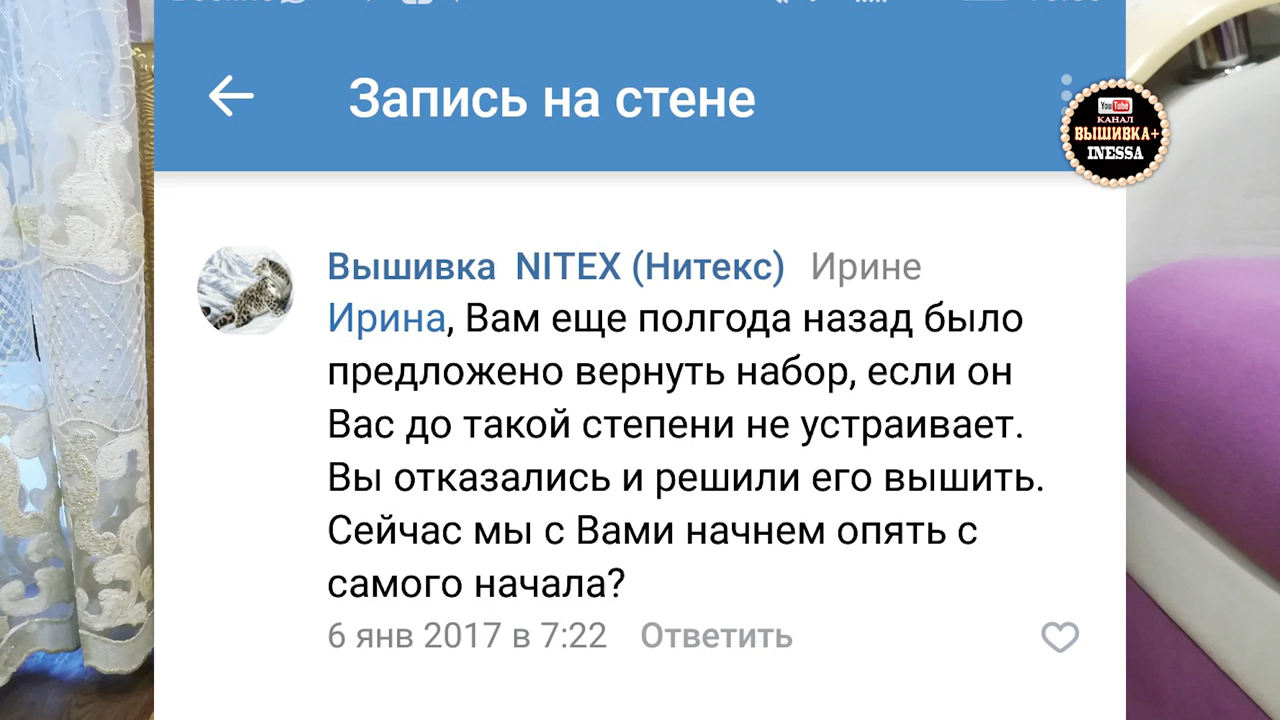 Запись на стене
You Tube
КАНАЛ
ВЫШИВКА+
INESSA
Вышивка NITEX (Нитекс) Ирине
Ирина, Вам еще полгода назад было
предложено вернуть набор, если он
Вас до такой степени не устраивает.
Вы отказались и решили его вышить.
Сейчас мы с Вами начнем опять с
самого начала?
6 янв 2017 в 7:22 Ответить